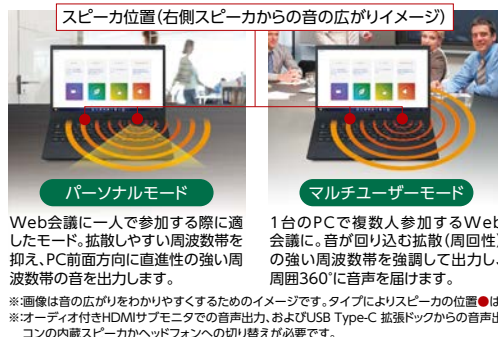 スピーカ位置(右側スピーカからの音の広がりイメージ)
パーソナルモード
マルチユーザーモード
Web会議に一人で参加する際に適
したモード。拡散しやすい周波数帯を
抑え、PC前面方向に直進性の強い周
波数帯の音を出力します。
1台のPCで複数人参加するWeb
会議に。音が回り込む拡散(周回性)
の強い周波数帯を強調して出力し、
周囲360°に音声を届けます。
※:画像は音の広がりをわかりやすくするためのイメージです。タイプによりスピーカの位置●は
※:オーディオ付きHDMIサブモニタでの音声出力、およびUSB Type-C 拡張ドックからの音声出
コンの内蔵スピーカかヘッドフォンへの切り替えが必要です。